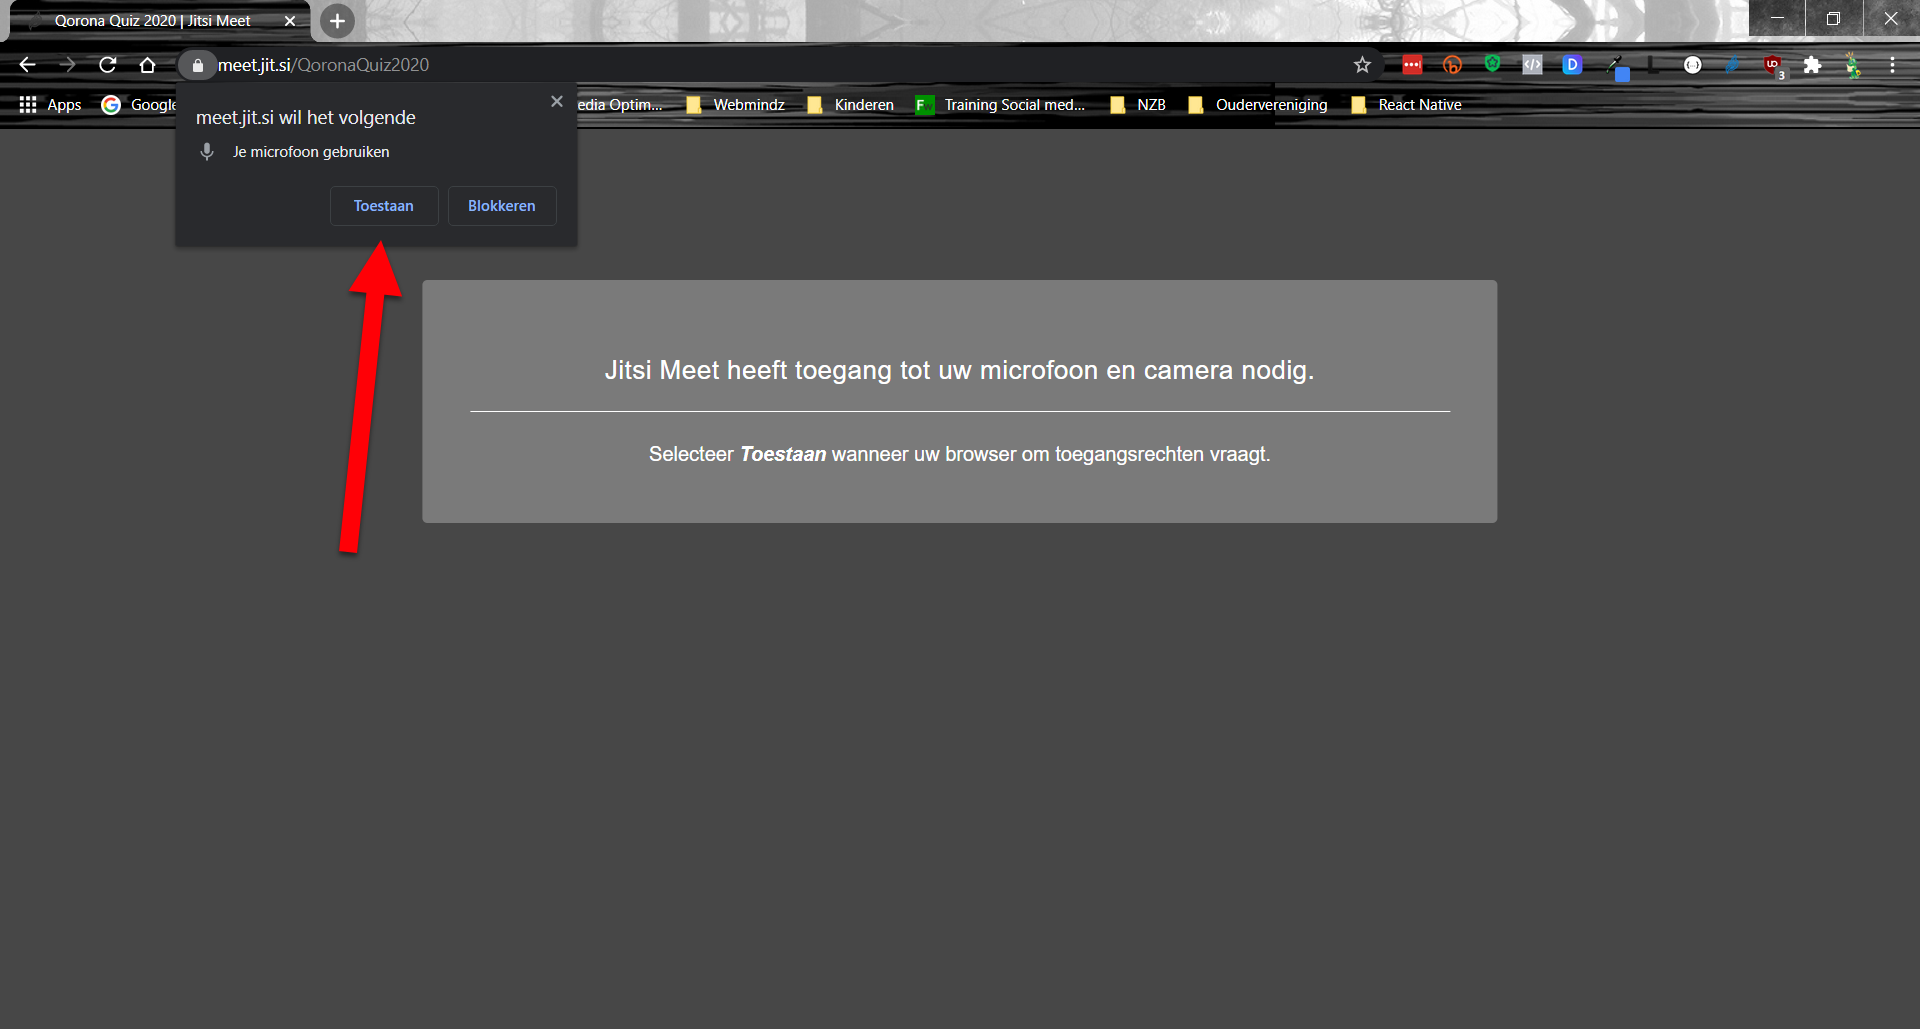 Qorona Quiz 2020 | Jitsi Meet
meet.jit.si/QoronaQuiz2020
Apps
Google
edia Optim...
Webmindz
Kinderen
Training Social med...
NZB
Oudervereniging
React Native
meet.jit.si wil het volgende
Je microfoon gebruiken
Toestaan
Blokkeren
Jitsi Meet heeft toegang tot uw microfoon en camera nodig.
Selecteer Toestaan wanneer uw browser om toegangsrechten vraagt.